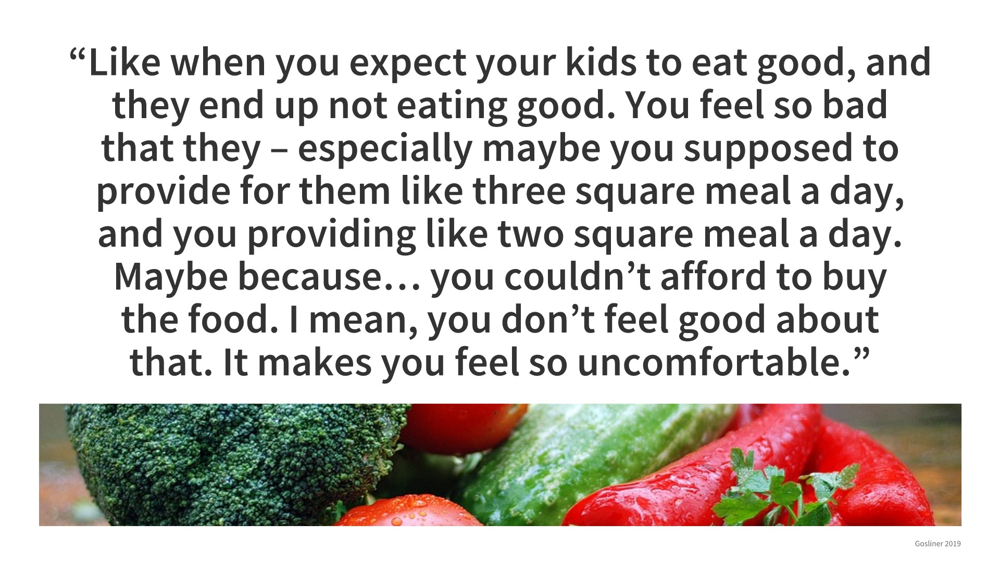 “Like when you expect your kids to eat good, and
they end up not eating good. You feel so bad
that they – especially maybe you supposed to
provide for them like three square meal a day,
and you providing like two square meal a day.
Maybe because… you couldn’t afford to buy
the food. I mean, you don’t feel good about
that. It makes you feel so uncomfortable.”
Gosliner 2019